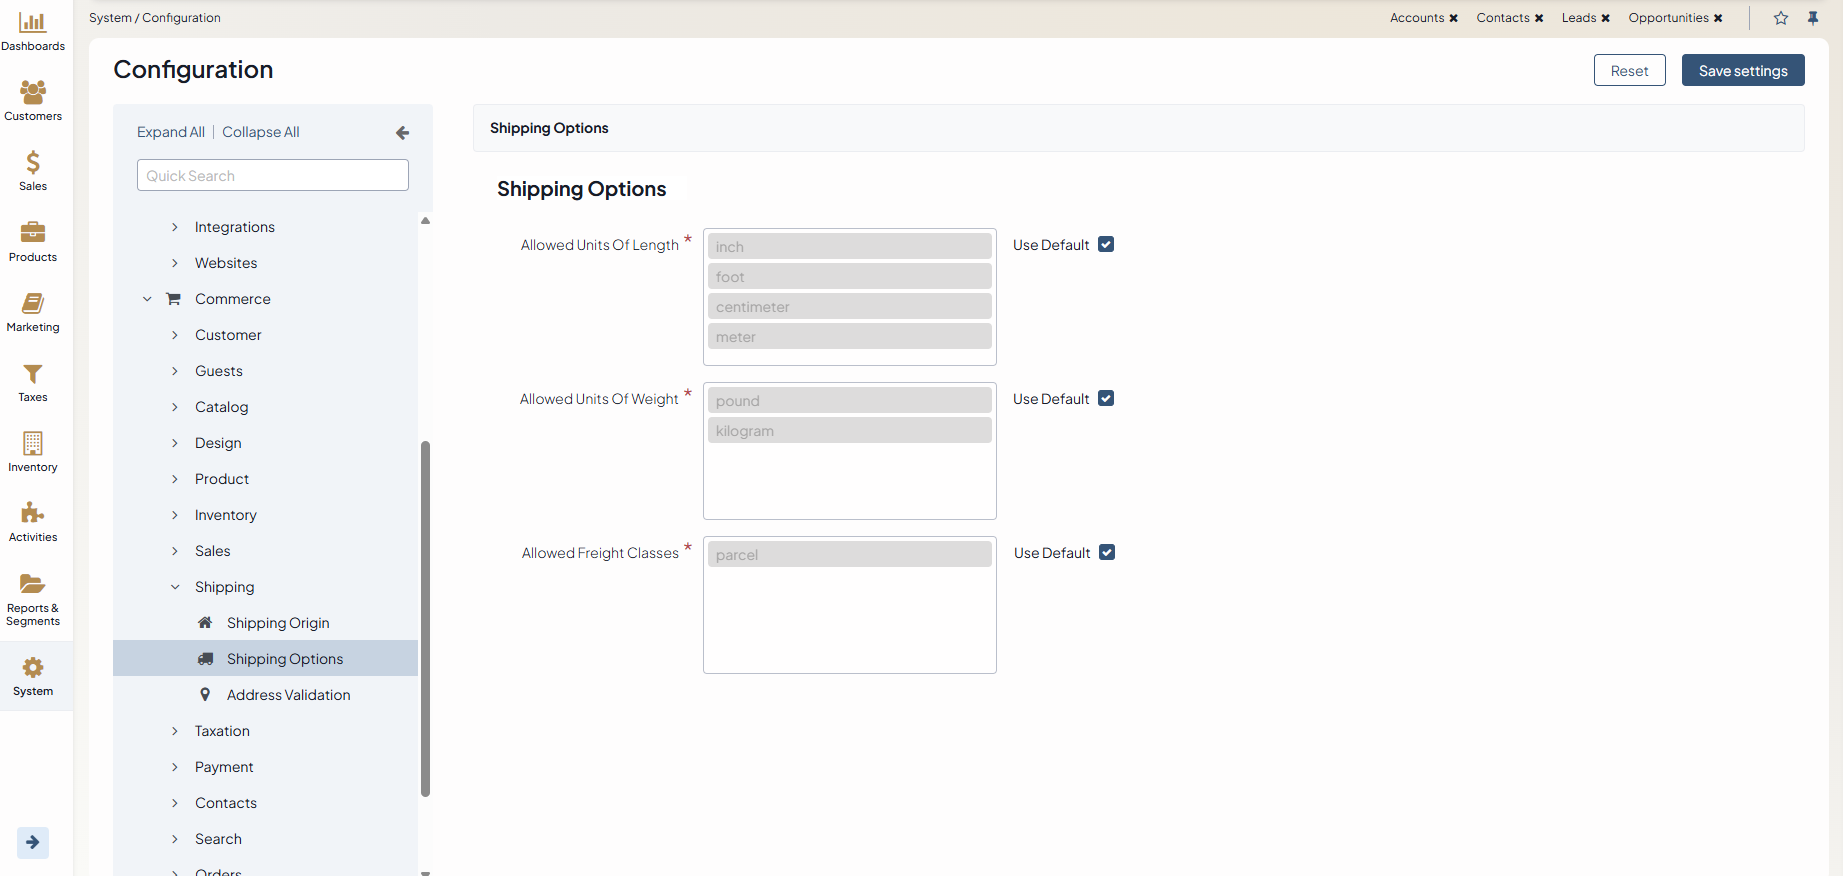 System / Configuration
Accounts Contacts Leads Opportunities
Dashboards
Customers
Sales
Products
Marketing
Taxes
Inventory
Activities
Reports &
Segments
System
Configuration
Reset
Save settings
Expand All | Collapse All
Quick Search
Integrations
Websites
Commerce
Customer
Guests
Catalog
Design
Product
Inventory
Sales
Shipping
Shipping Origin
Shipping Options
Address Validation
Taxation
Payment
Contacts
Search
Orders
Shipping Options
Shipping Options
Allowed Units Of Length *
inch
foot
centimeter
meter
Use Default
Allowed Units Of Weight *
pound
kilogram
Use Default
Allowed Freight Classes *
parcel
Use Default